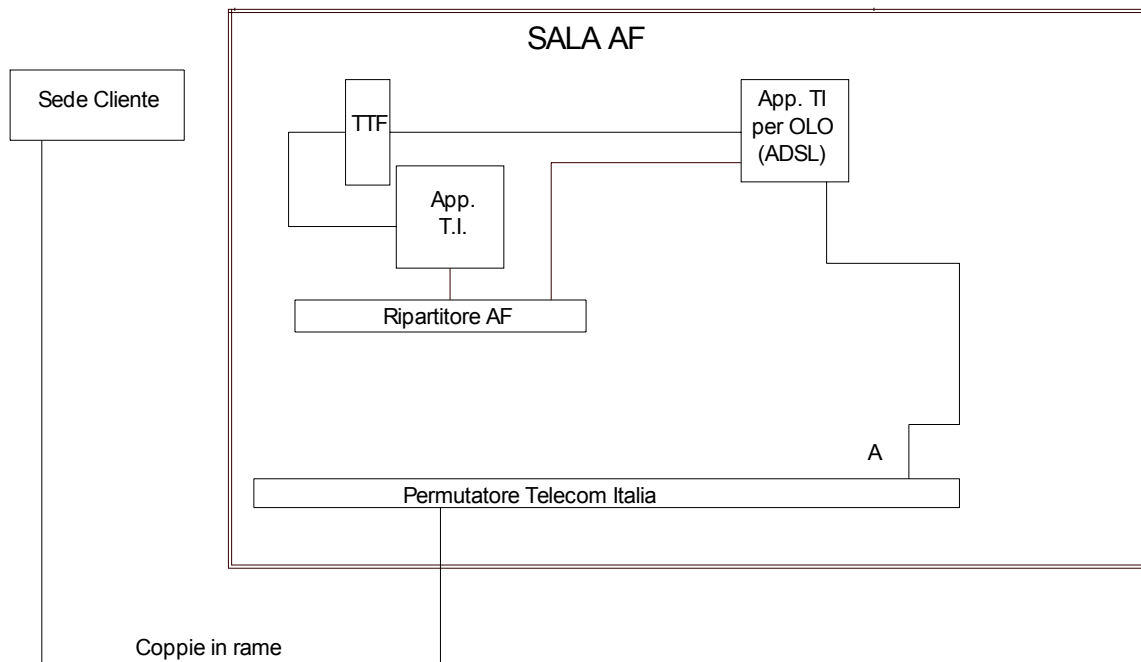 SALA AF
Sede Cliente
TTF
App. TI
per OLO
(ADSL)
App.
T.I.
Ripartitore AF
A
Permutatore Telecom Italia
Coppie in rame